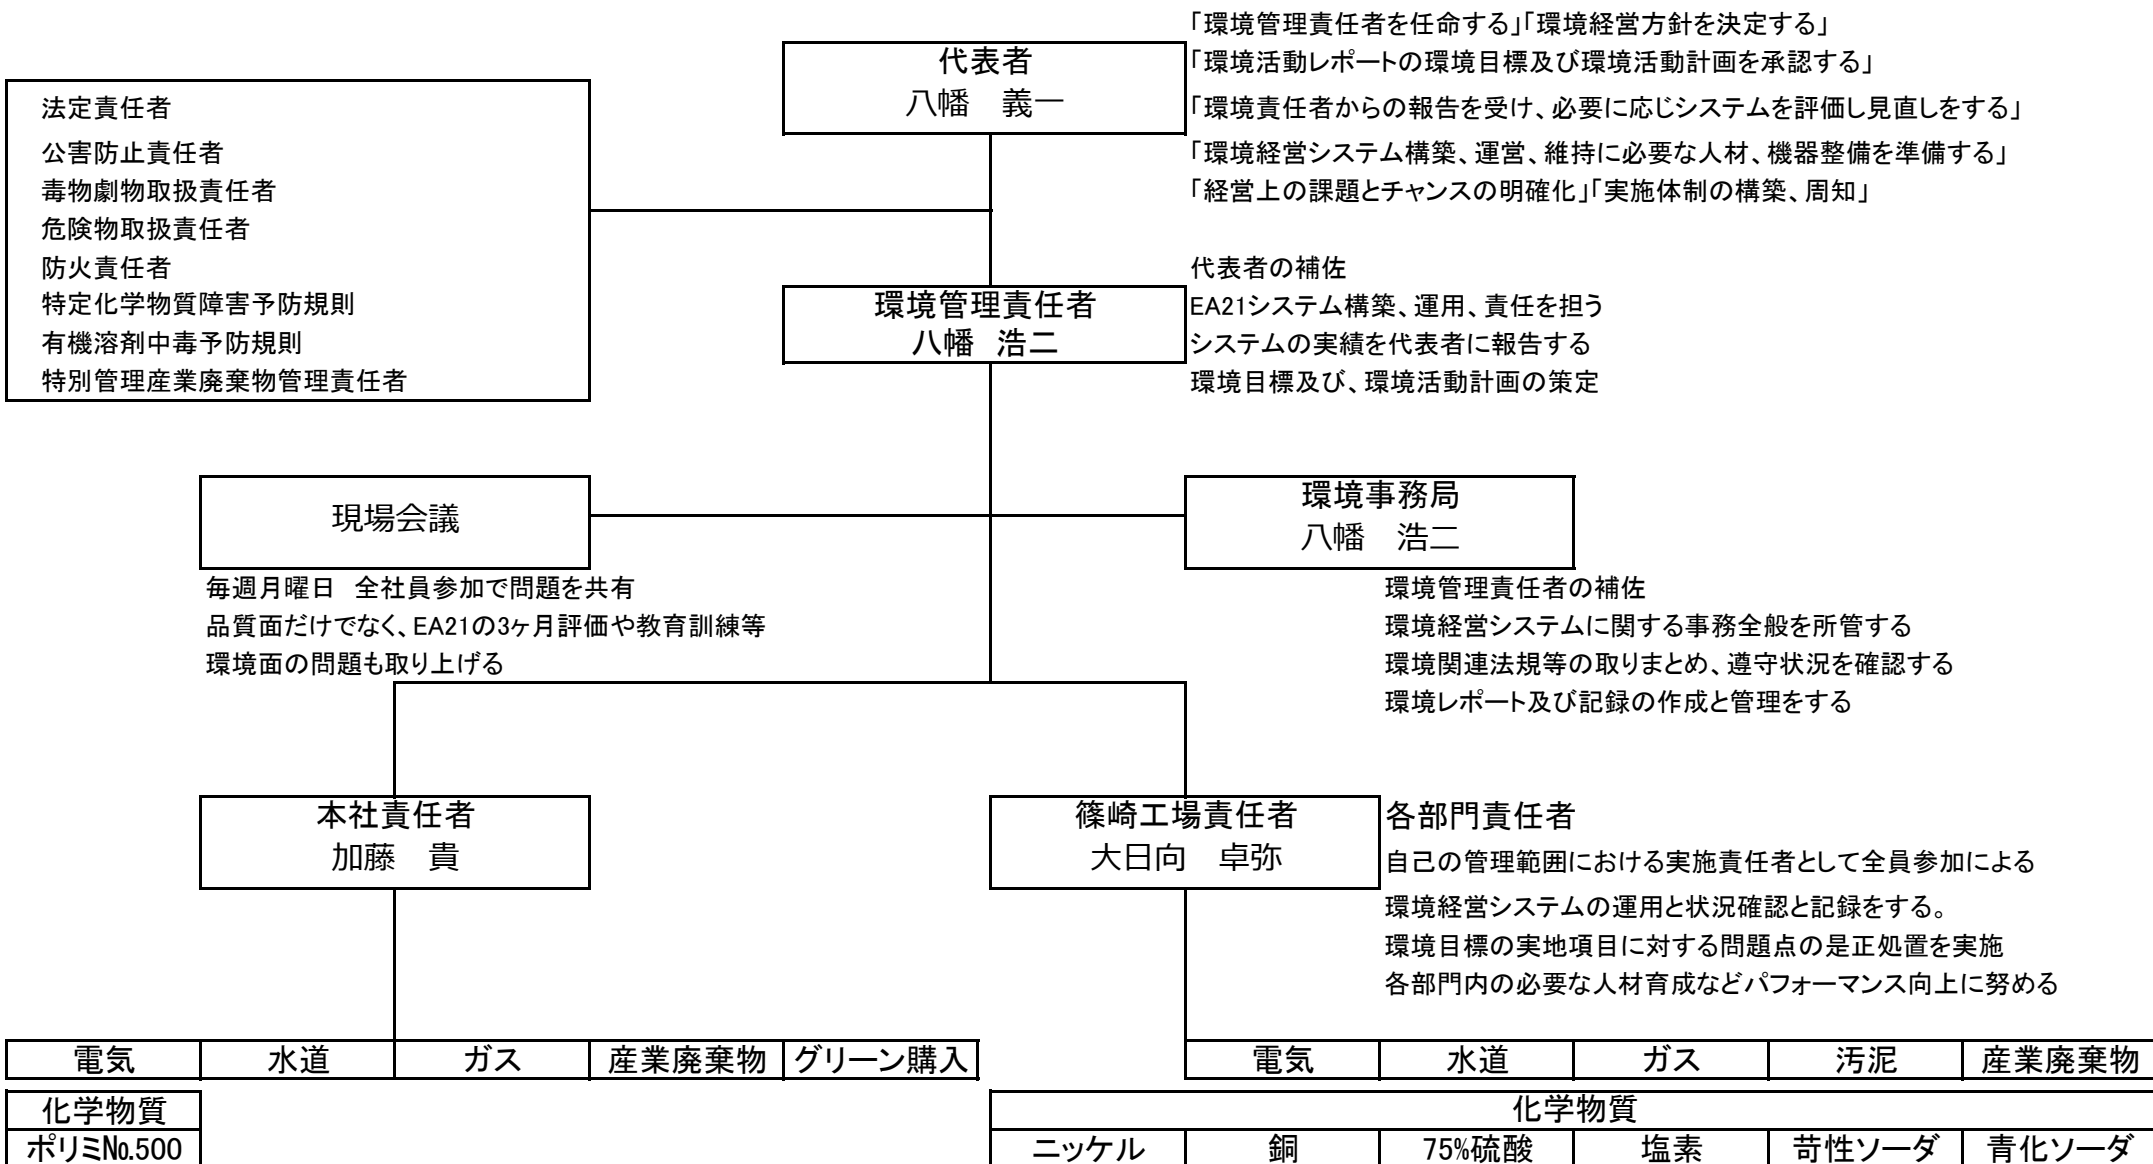 「環境管理責任者を任命する」「環境経営方針を決定する」
代表者
八幡　義一
「環境活動レポートの環境目標及び環境活動計画を承認する」
「環境責任者からの報告を受け、必要に応じシステムを評価し見直しをする」
「環境経営システム構築、運営、維持に必要な人材、機器整備を準備する」
「経営上の課題とチャンスの明確化」「実施体制の構築、周知」
法定責任者
公害防止責任者
毒物劇物取扱責任者
危険物取扱責任者
防火責任者
特定化学物質障害予防規則
有機溶剤中毒予防規則
特別管理産業廃棄物管理責任者
環境管理責任者
八幡　浩二
代表者の補佐
EA21システム構築、運用、責任を担う
システムの実績を代表者に報告する
環境目標及び、環境活動計画の策定
現場会議
毎週月曜日　全社員参加で問題を共有
品質面だけでなく、EA21の3ヶ月評価や教育訓練等
環境面の問題も取り上げる
環境事務局
八幡　浩二
環境管理責任者の補佐
環境経営システムに関する事務全般を所管する
環境関連法規等の取りまとめ、遵守状況を確認する
環境レポート及び記録の作成と管理をする
本社責任者
加藤　貴
篠崎工場責任者
大日向　卓弥
各部門責任者
自己の管理範囲における実施責任者として全員参加による
環境経営システムの運用と状況確認と記録をする。
環境目標の実地項目に対する問題点の是正処置を実施
各部門内の必要な人材育成などパフォーマンス向上に努める
電気　水道　ガス　産業廃棄物　グリーン購入
化学物質
ポリミ№500
電気　水道　ガス　汚泥　産業廃棄物
化学物質
ニッケル　銅　75%硫酸　塩素　苛性ソーダ　青化ソーダ